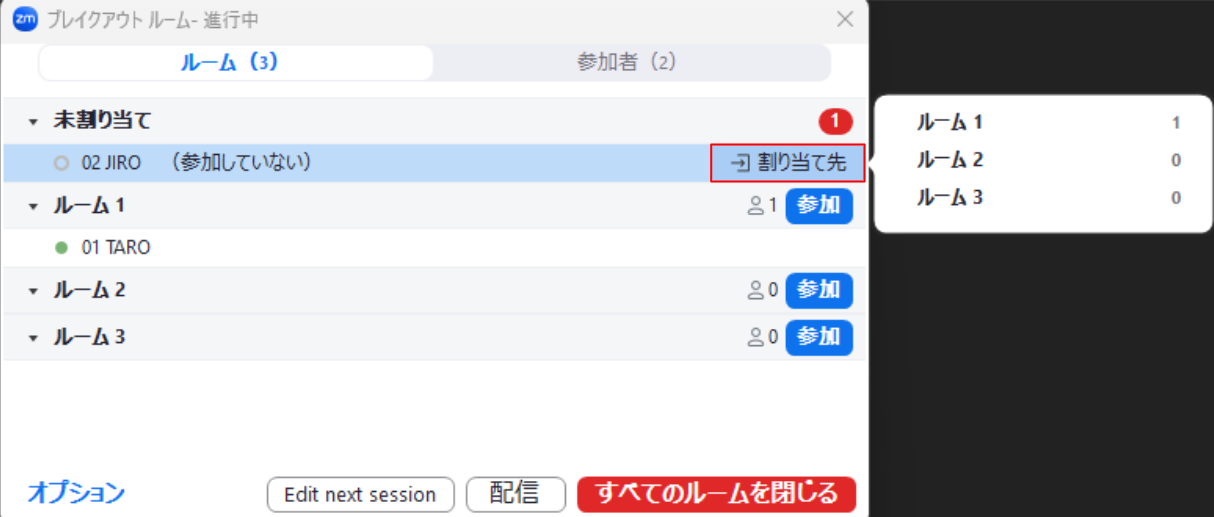 zm ブレイクアウト ルーム- 進行中
ルーム（3） 参加者（2）
未割り当て 1
02 JIRO （参加していない） 割り当て先
ルーム 1 1 参加
01 TARO
ルーム 2 0 参加
ルーム 3 0 参加
オプション Edit next session 配信 すべてのルームを閉じる
ルーム 1 1
ルーム 2 0
ルーム 3 0